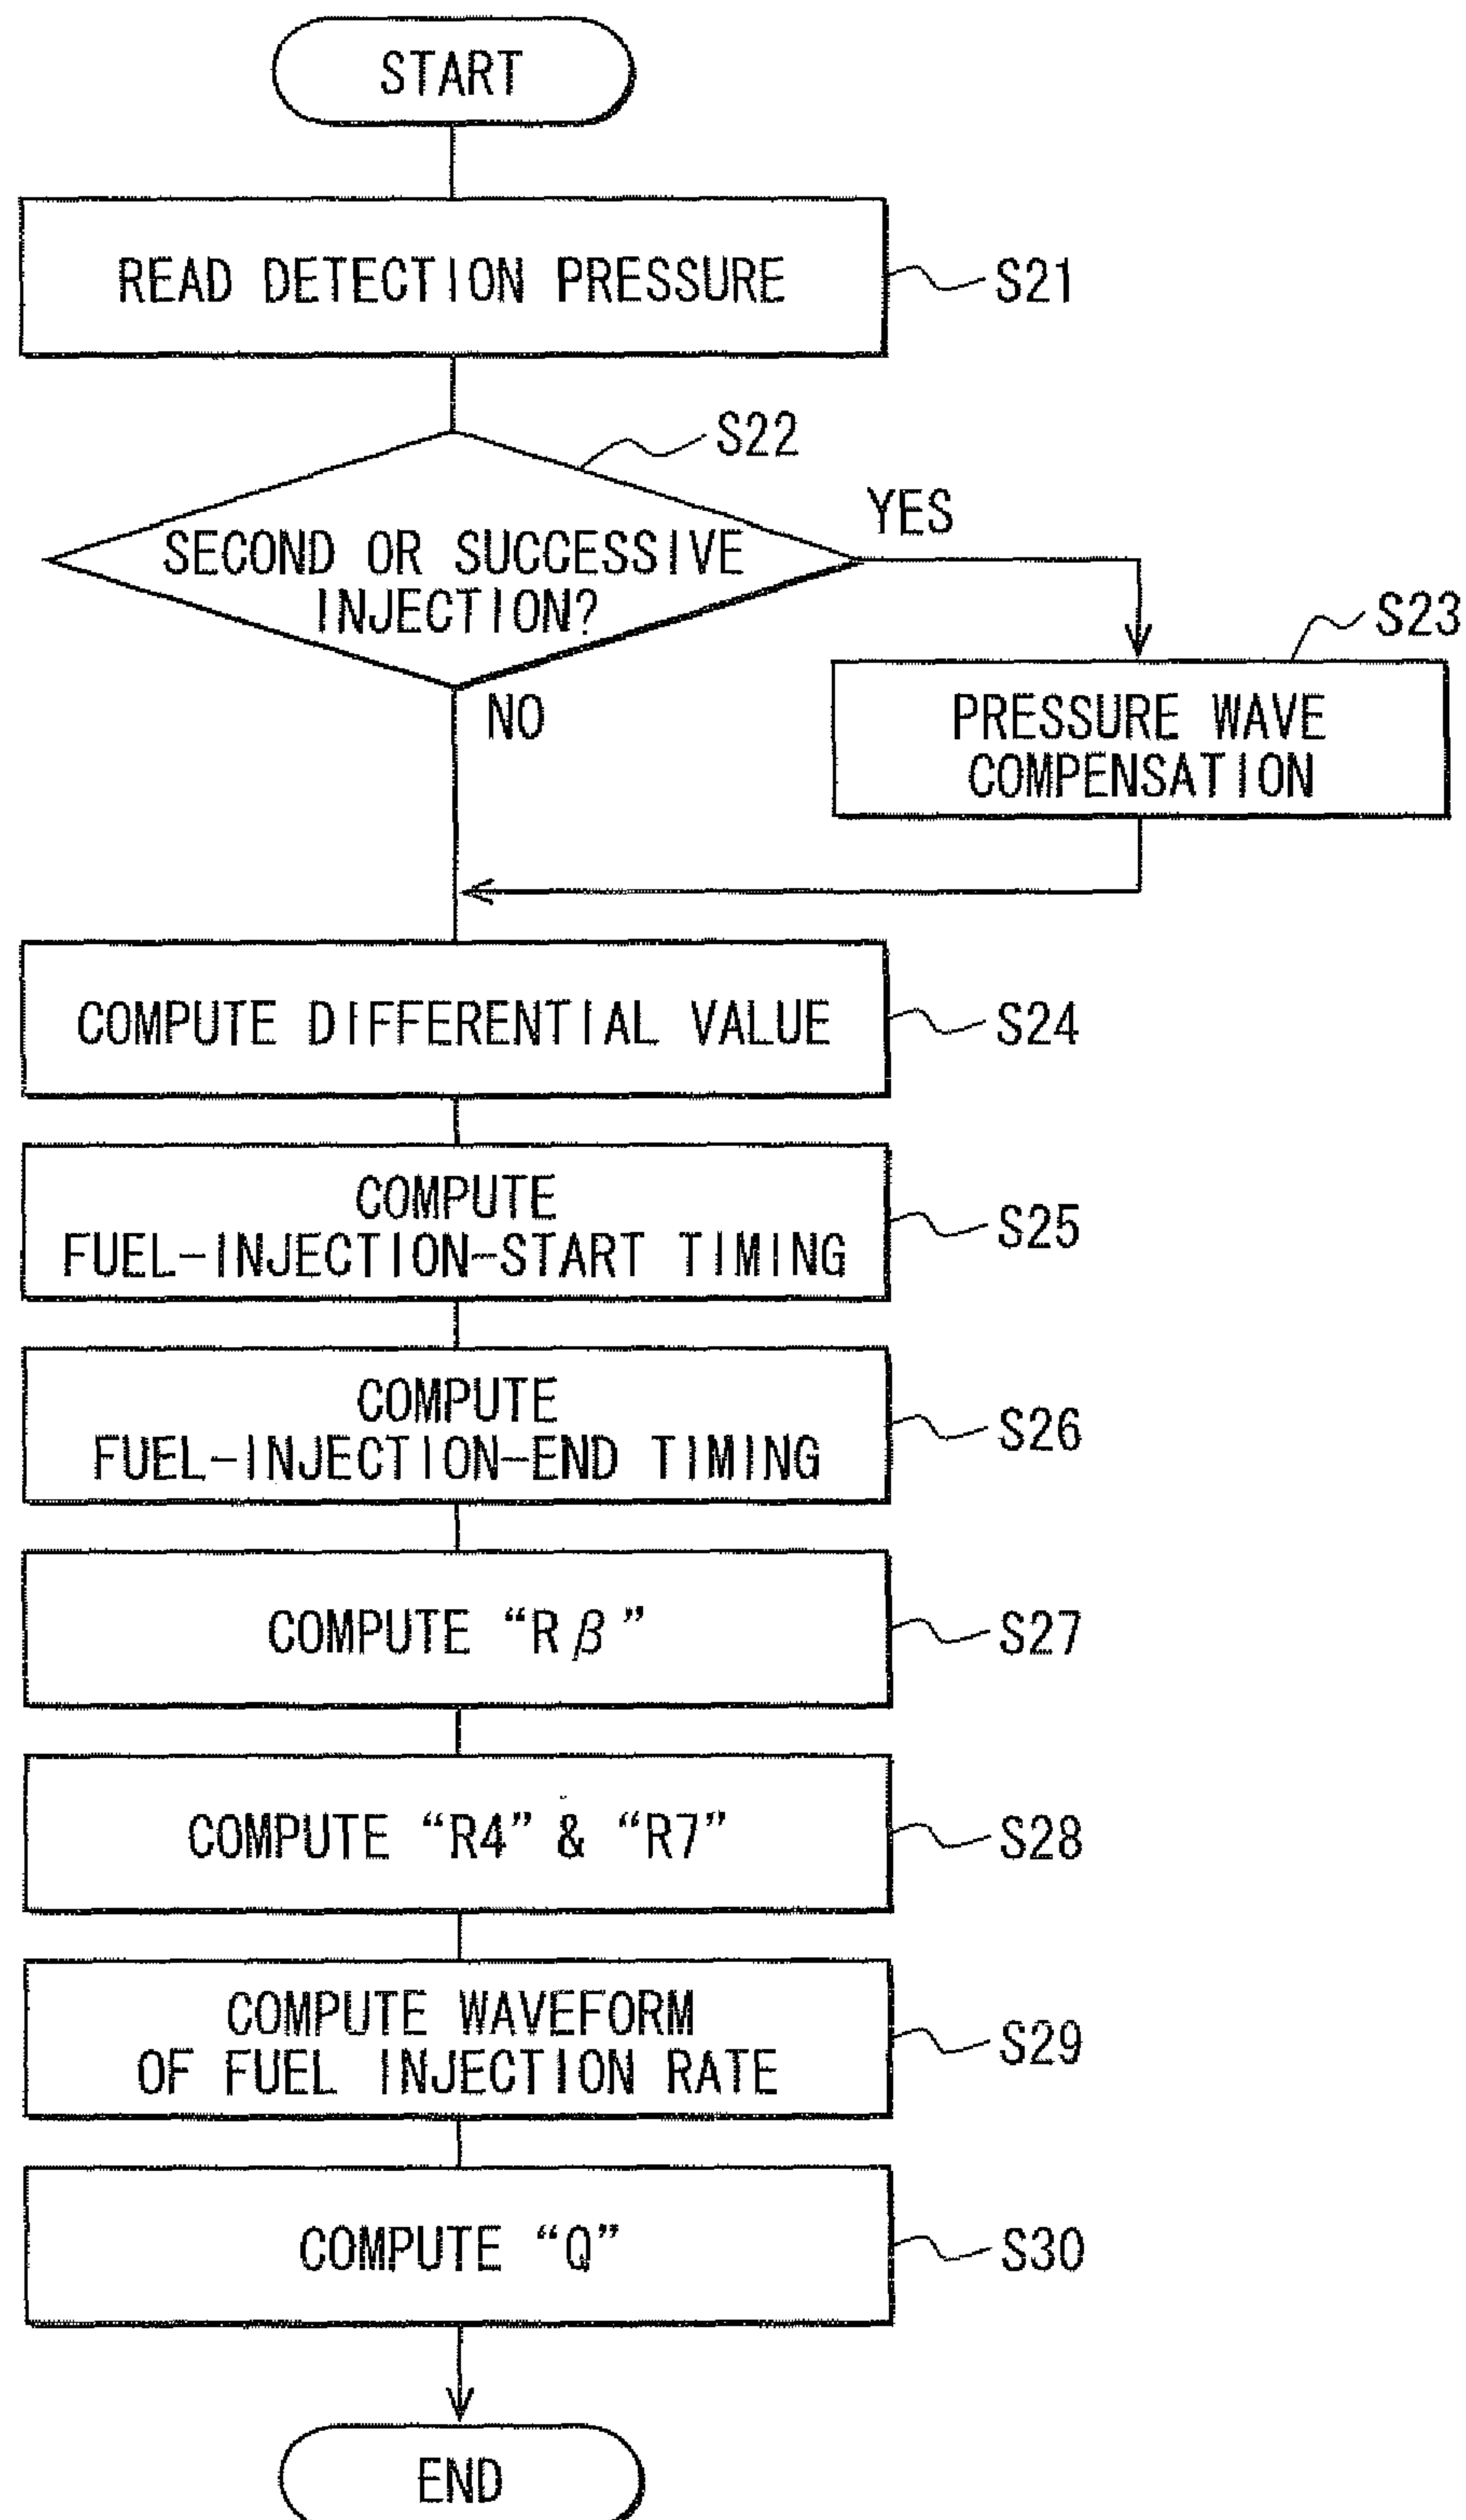 START
READ DETECTION PRESSURE
S21
S22
YES
SECOND OR SUCCESSIVE
INJECTION?
S23
NO
PRESSURE WAVE
COMPENSATION
COMPUTE DIFFERENTIAL VALUE
S24
COMPUTE
FUEL-INJECTION-START TIMING
S25
COMPUTE
FUEL-INJECTION-END TIMING
S26
COMPUTE “Rβ”
S27
COMPUTE “R4” & “R7”
S28
COMPUTE WAVEFORM
OF FUEL INJECTION RATE
S29
COMPUTE “Q”
S30
END